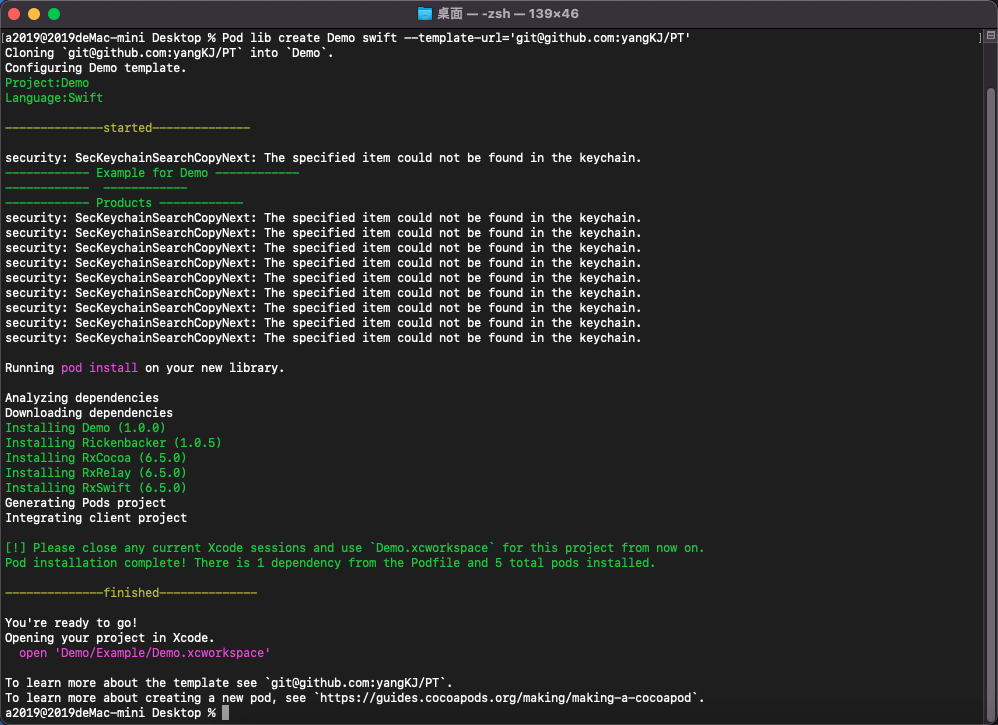 桌面 — -zsh — 139×46
[a2019@2019deMac-mini Desktop % Pod lib create Demo swift --template-url='git@github.com:yangKJ/PT' ]
Cloning `git@github.com:yangKJ/PT` into `Demo`.
Configuring Demo template.
Project:Demo
Language:Swift
——————————————started——————————————
security: SecKeychainSearchCopyNext: The specified item could not be found in the keychain.
———————————— Example for Demo ————————————
———————————— ————————————
———————————— Products ————————————
security: SecKeychainSearchCopyNext: The specified item could not be found in the keychain.
security: SecKeychainSearchCopyNext: The specified item could not be found in the keychain.
security: SecKeychainSearchCopyNext: The specified item could not be found in the keychain.
security: SecKeychainSearchCopyNext: The specified item could not be found in the keychain.
security: SecKeychainSearchCopyNext: The specified item could not be found in the keychain.
security: SecKeychainSearchCopyNext: The specified item could not be found in the keychain.
security: SecKeychainSearchCopyNext: The specified item could not be found in the keychain.
security: SecKeychainSearchCopyNext: The specified item could not be found in the keychain.
security: SecKeychainSearchCopyNext: The specified item could not be found in the keychain.
Running pod install on your new library.
Analyzing dependencies
Downloading dependencies
Installing Demo (1.0.0)
Installing Rickenbacker (1.0.5)
Installing RxCocoa (6.5.0)
Installing RxRelay (6.5.0)
Installing RxSwift (6.5.0)
Generating Pods project
Integrating client project
[!] Please close any current Xcode sessions and use `Demo.xcworkspace` for this project from now on.
Pod installation complete! There is 1 dependency from the Podfile and 5 total pods installed.
——————————————finished——————————————
You're ready to go!
Opening your project in Xcode.
open 'Demo/Example/Demo.xcworkspace'
To learn more about the template see `git@github.com:yangKJ/PT`.
To learn more about creating a new pod, see `https://guides.cocoapods.org/making/making-a-cocoapod`.
a2019@2019deMac-mini Desktop %